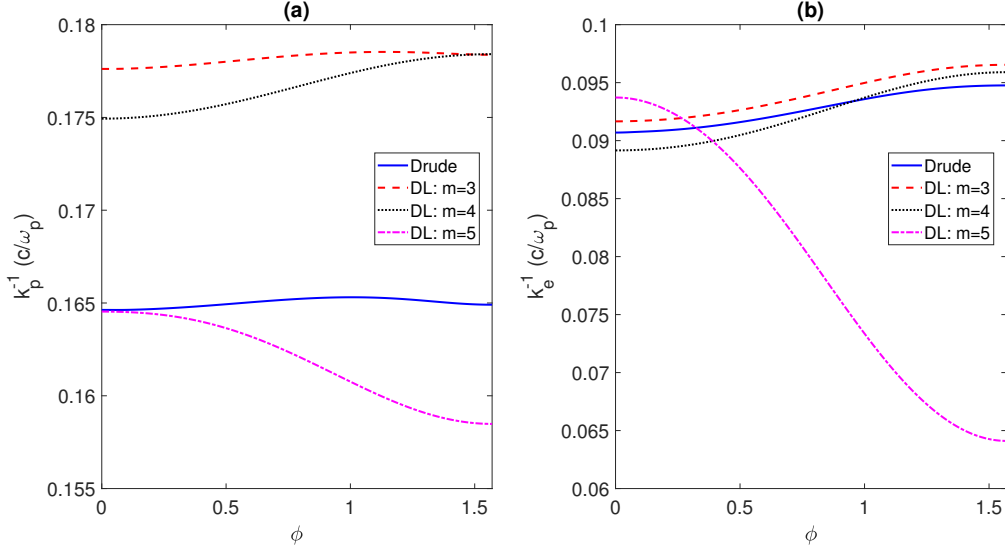 (a)
0.18
0.175
0.17
0.165
0.16
0.155
k_p^{-1} (c/ω_p)
Drude
DL: m=3
DL: m=4
DL: m=5
0
0.5
1
1.5
ϕ
(b)
0.1
0.095
0.09
0.085
0.08
0.075
0.07
0.065
0.06
k_e^{-1} (c/ω_p)
Drude
DL: m=3
DL: m=4
DL: m=5
0
0.5
1
1.5
ϕ